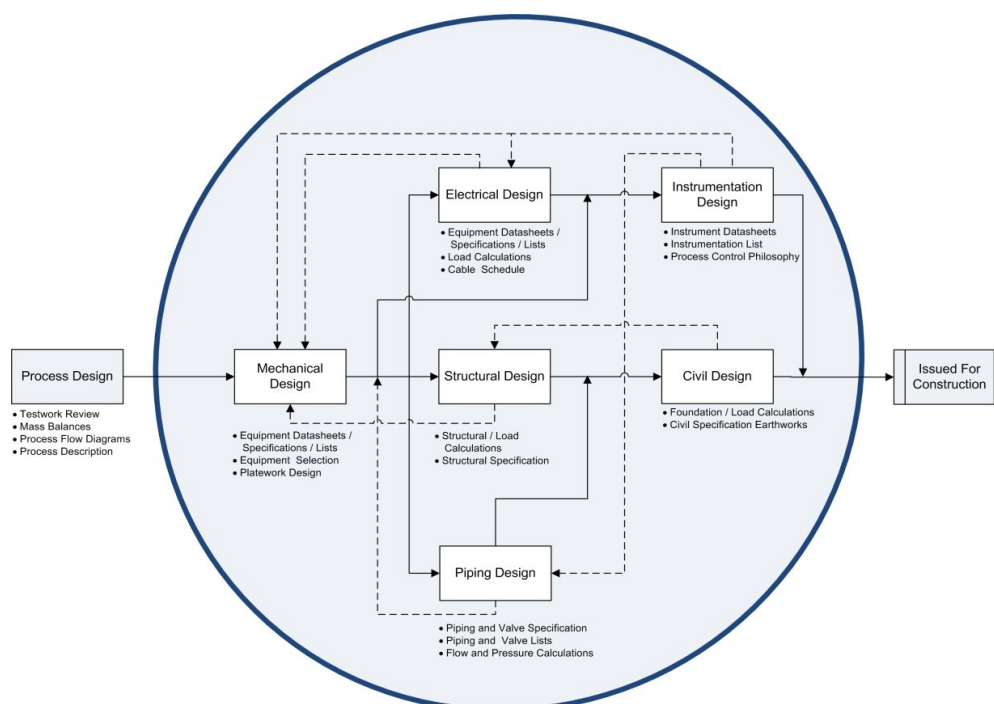 Electrical Design
Instrumentation
Design
• Equipment Datasheets /
Specifications / Lists
• Load Calculations
• Cable Schedule
• Instrument Datasheets
• Instrumentation List
• Process Control Philosophy
Process Design
Mechanical
Design
Structural Design
Civil Design
Issued For
Construction
• Testwork Review
• Mass Balances
• Process Flow Diagrams
• Process Description
• Equipment Datasheets /
Specifications / Lists
• Equipment Selection
• Platework Design
• Structural / Load
Calculations
• Structural Specification
• Foundation / Load Calculations
• Civil Specification Earthworks
Piping Design
• Piping and Valve Specification
• Piping and Valve Lists
• Flow and Pressure Calculations